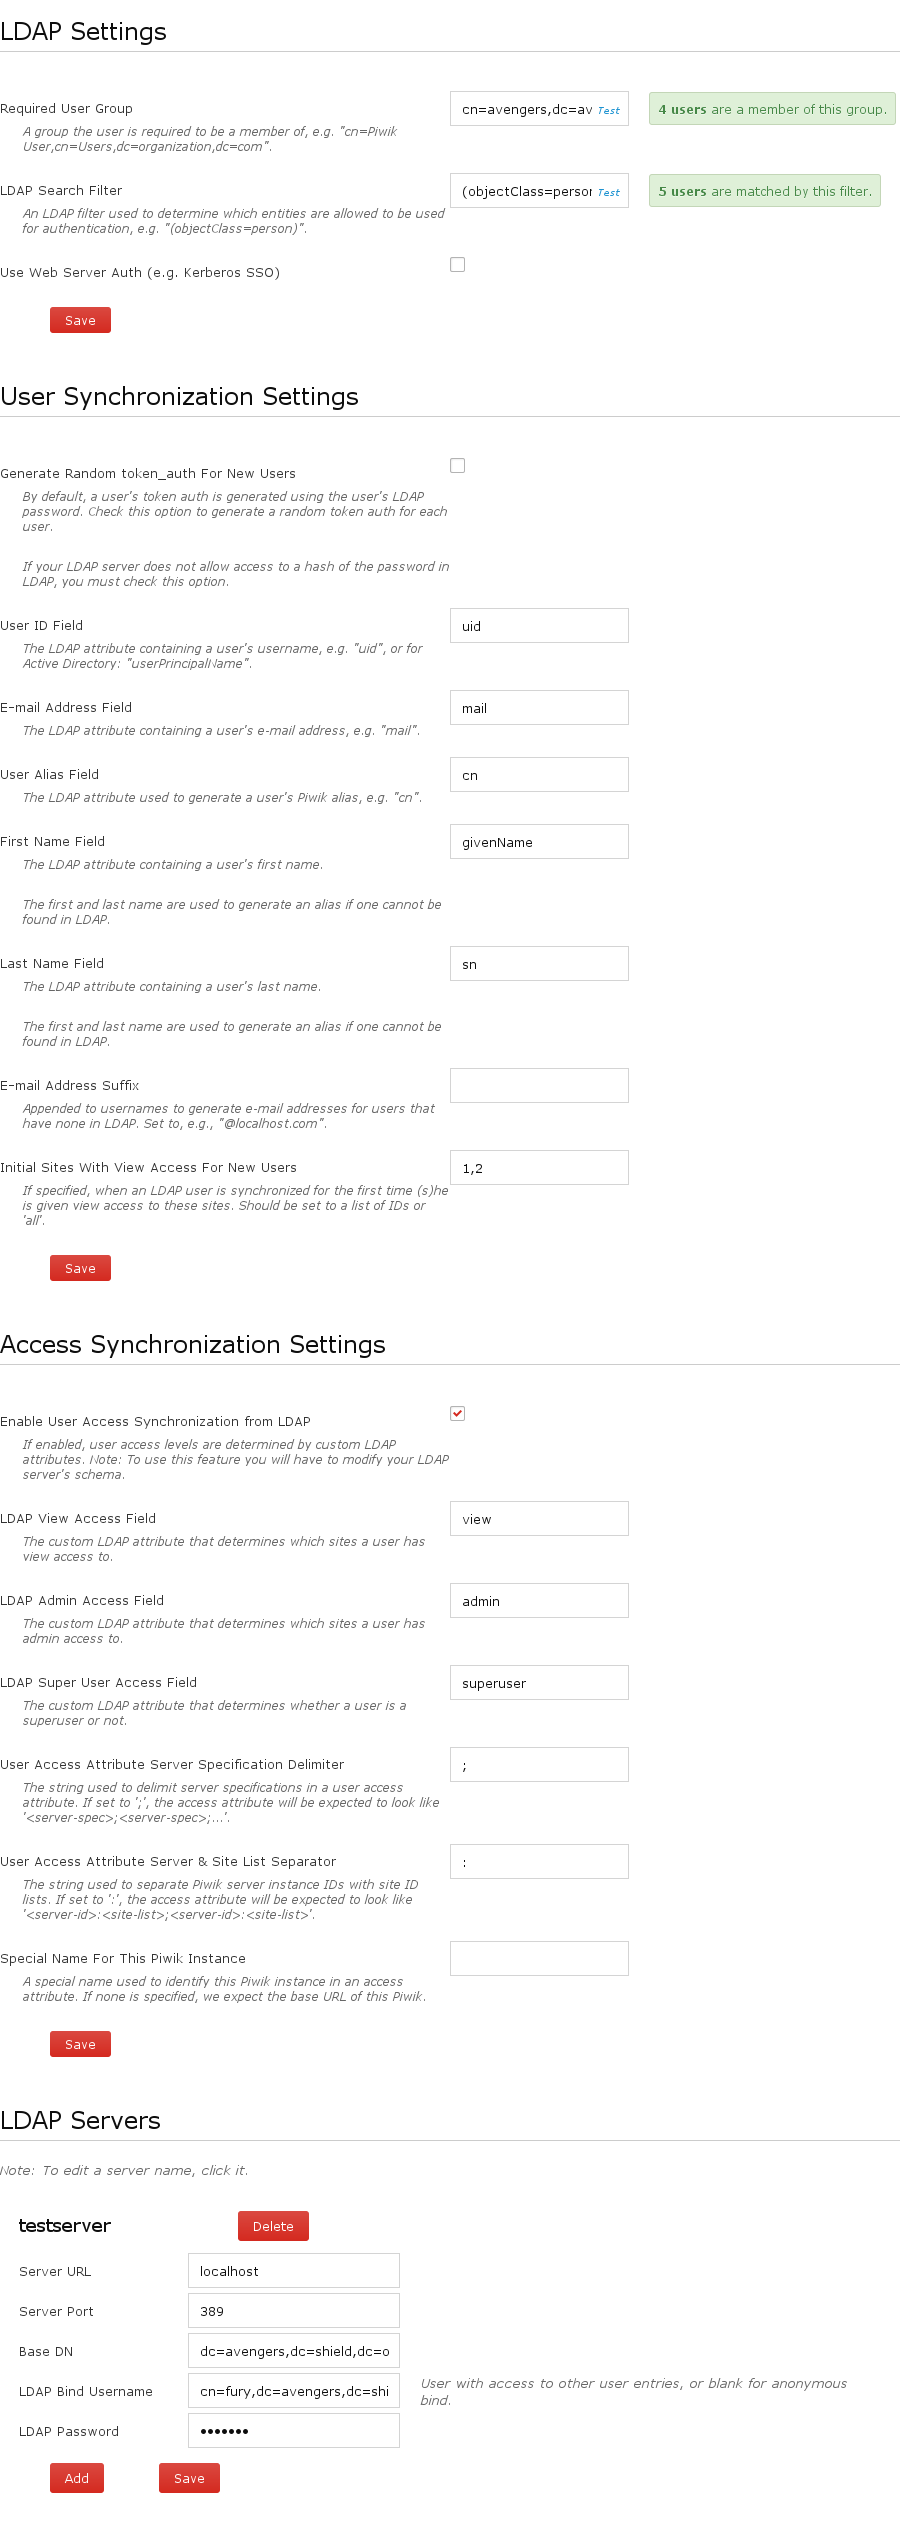 LDAP Settings
Required User Group
cn=avengers,dc=av Test
4 users are a member of this group.
A group the user is required to be a member of, e.g. "cn=Piwik
User,cn=Users,dc=organization,dc=com".
LDAP Search Filter
(objectClass=person Test
5 users are matched by this filter.
An LDAP filter used to determine which entities are allowed to be used
for authentication, e.g. "(objectClass=person)".
Use Web Server Auth (e.g. Kerberos SSO)
Save
User Synchronization Settings
Generate Random token_auth For New Users
By default, a user's token auth is generated using the user's LDAP
password. Check this option to generate a random token auth for each
user.
If your LDAP server does not allow access to a hash of the password in
LDAP, you must check this option.
User ID Field
uid
The LDAP attribute containing a user's username, e.g. "uid", or for
Active Directory: "userPrincipalName".
E-mail Address Field
mail
The LDAP attribute containing a user's e-mail address, e.g. "mail".
User Alias Field
cn
The LDAP attribute used to generate a user's Piwik alias, e.g. "cn".
First Name Field
givenName
The LDAP attribute containing a user's first name.
The first and last name are used to generate an alias if one cannot be
found in LDAP.
Last Name Field
sn
The LDAP attribute containing a user's last name.
The first and last name are used to generate an alias if one cannot be
found in LDAP.
E-mail Address Suffix
Appended to usernames to generate e-mail addresses for users that
have none in LDAP. Set to, e.g., "@localhost.com".
Initial Sites With View Access For New Users
1,2
If specified, when an LDAP user is synchronized for the first time (s)he
is given view access to these sites. Should be set to a list of IDs or
'all'.
Save
Access Synchronization Settings
Enable User Access Synchronization from LDAP
If enabled, user access levels are determined by custom LDAP
attributes. Note: To use this feature you will have to modify your LDAP
server's schema.
LDAP View Access Field
view
The custom LDAP attribute that determines which sites a user has
view access to.
LDAP Admin Access Field
admin
The custom LDAP attribute that determines which sites a user has
admin access to.
LDAP Super User Access Field
superuser
The custom LDAP attribute that determines whether a user is a
superuser or not.
User Access Attribute Server Specification Delimiter
;
The string used to delimit server specifications in a user access
attribute. If set to ';', the access attribute will be expected to look like
'<server-spec>;<server-spec>;...'.
User Access Attribute Server & Site List Separator
:
The string used to separate Piwik server instance IDs with site ID
lists. If set to ':', the access attribute will be expected to look like
'<server-id>:<site-list>;<server-id>:<site-list>'.
Special Name For This Piwik Instance
A special name used to identify this Piwik instance in an access
attribute. If none is specified, we expect the base URL of this Piwik.
Save
LDAP Servers
Note: To edit a server name, click it.
testserver
Delete
Server URL
localhost
Server Port
389
Base DN
dc=avengers,dc=shield,dc=o
LDAP Bind Username
cn=fury,dc=avengers,dc=shi
User with access to other user entries, or blank for anonymous
bind.
LDAP Password
•••••••
Add
Save